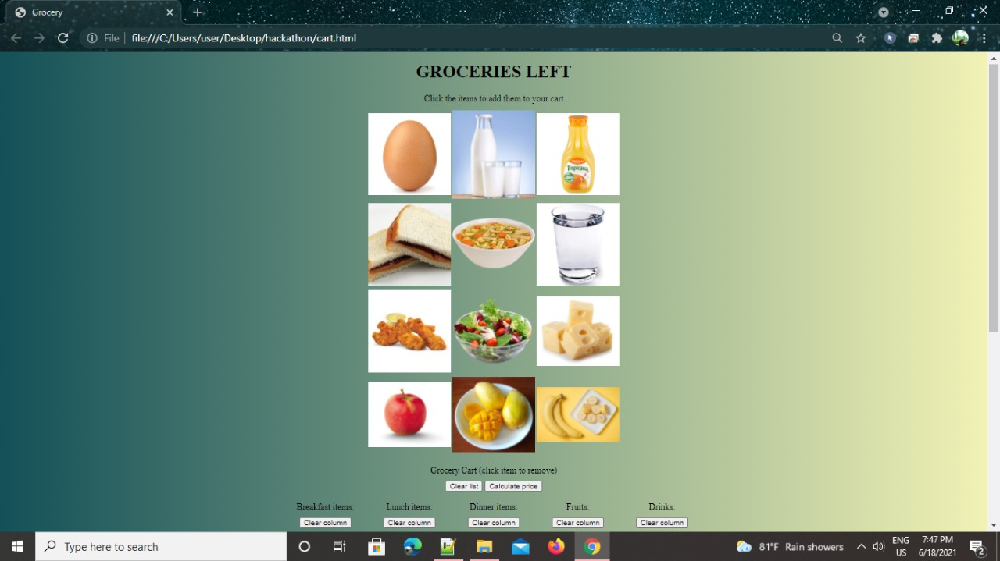 Grocery
File
file:///C:/Users/user/Desktop/hackathon/cart.html
GROCERIES LEFT
Click the items to add them to your cart
Tropicana
Grocery Cart (click item to remove)
Clear list Calculate price
Breakfast items: Lunch items: Dinner items: Fruits: Drinks:
Clear column Clear column Clear column Clear column Clear column
Type here to search
81°F Rain showers
ENG
US
7:47 PM
6/18/2021
2